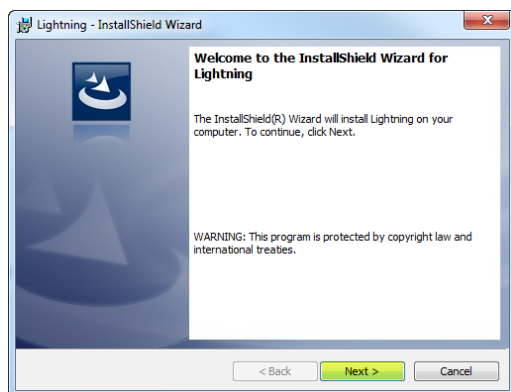 Lightning - InstallShield Wizard
Welcome to the InstallShield Wizard for
Lightning
The InstallShield(R) Wizard will install Lightning on your
computer. To continue, click Next.
WARNING: This program is protected by copyright law and
international treaties.
< Back Next > Cancel